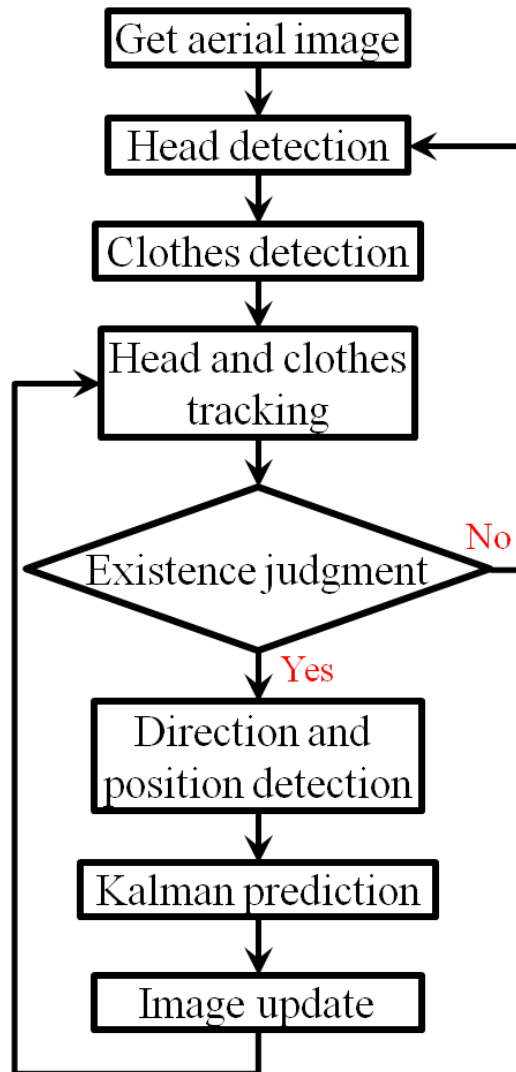 Get aerial image
Head detection
Clothes detection
Head and clothes
tracking
No
Existence judgment
Yes
Direction and
position detection
Kalman prediction
Image update